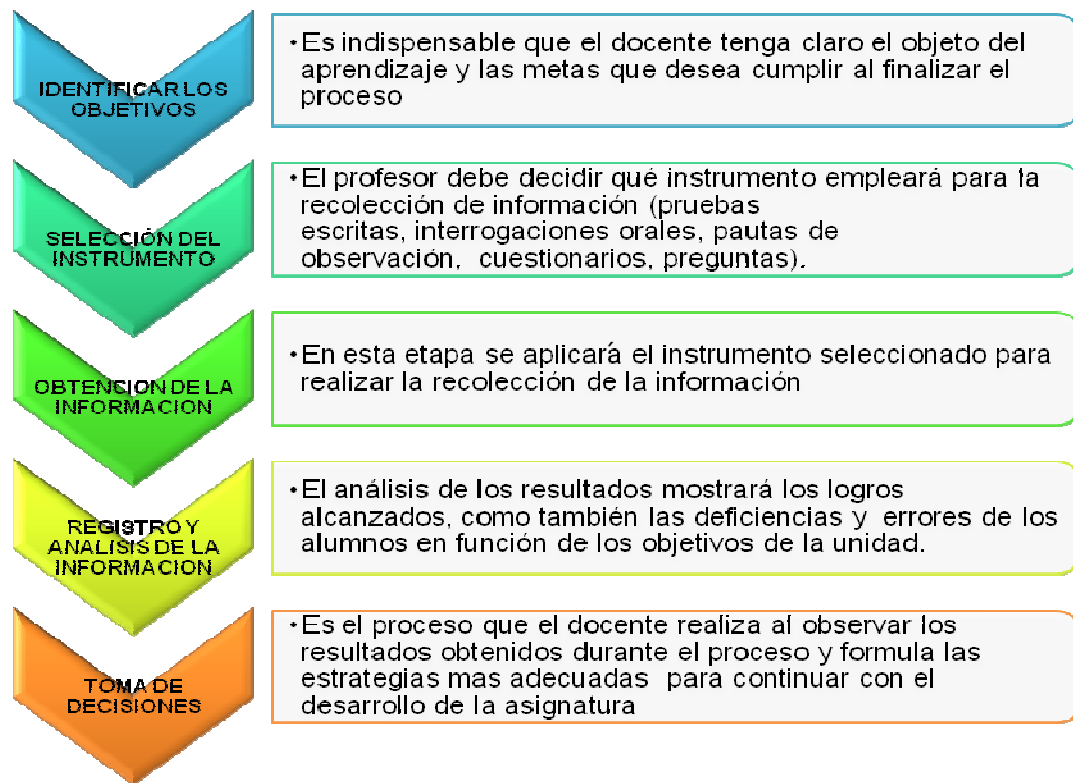 IDENTIFICAR LOS
OBJETIVOS
•Es indispensable que el docente tenga claro el objeto del
aprendizaje y las metas que desea cumplir al finalizar el
proceso
SELECCIÓN DEL
INSTRUMENTO
•El profesor debe decidir qué instrumento empleará para la
recolección de información (pruebas
escritas, interrogaciones orales, pautas de
observación, cuestionarios, preguntas).
OBTENCION DE LA
INFORMACION
•En esta etapa se aplicará el instrumento seleccionado para
realizar la recolección de la información
REGISTRO Y
ANALISIS DE LA
INFORMACION
•El análisis de los resultados mostrará los logros
alcanzados, como también las deficiencias y errores de los
alumnos en función de los objetivos de la unidad.
TOMA DE
DECISIONES
•Es el proceso que el docente realiza al observar los
resultados obtenidos durante el proceso y formula las
estrategias mas adecuadas para continuar con el
desarrollo de la asignatura